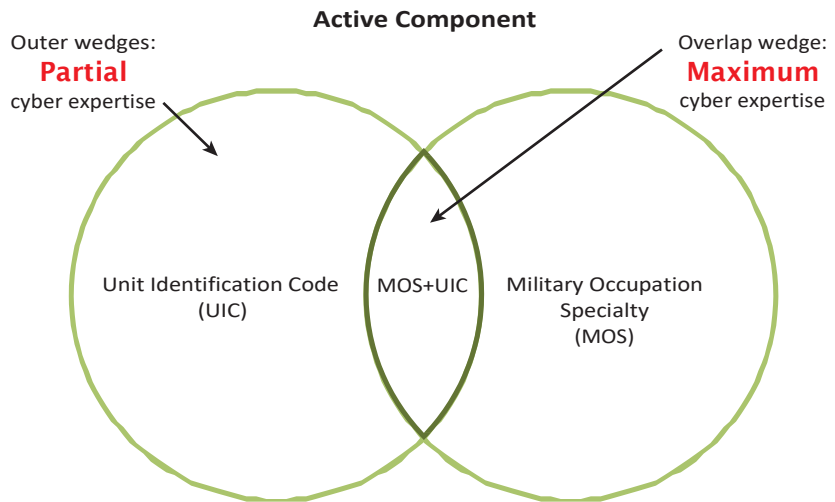 Active Component
Outer wedges:
Partial
cyber expertise
Overlap wedge:
Maximum
cyber expertise
Unit Identification Code
(UIC)
MOS+UIC
Military Occupation
Specialty
(MOS)